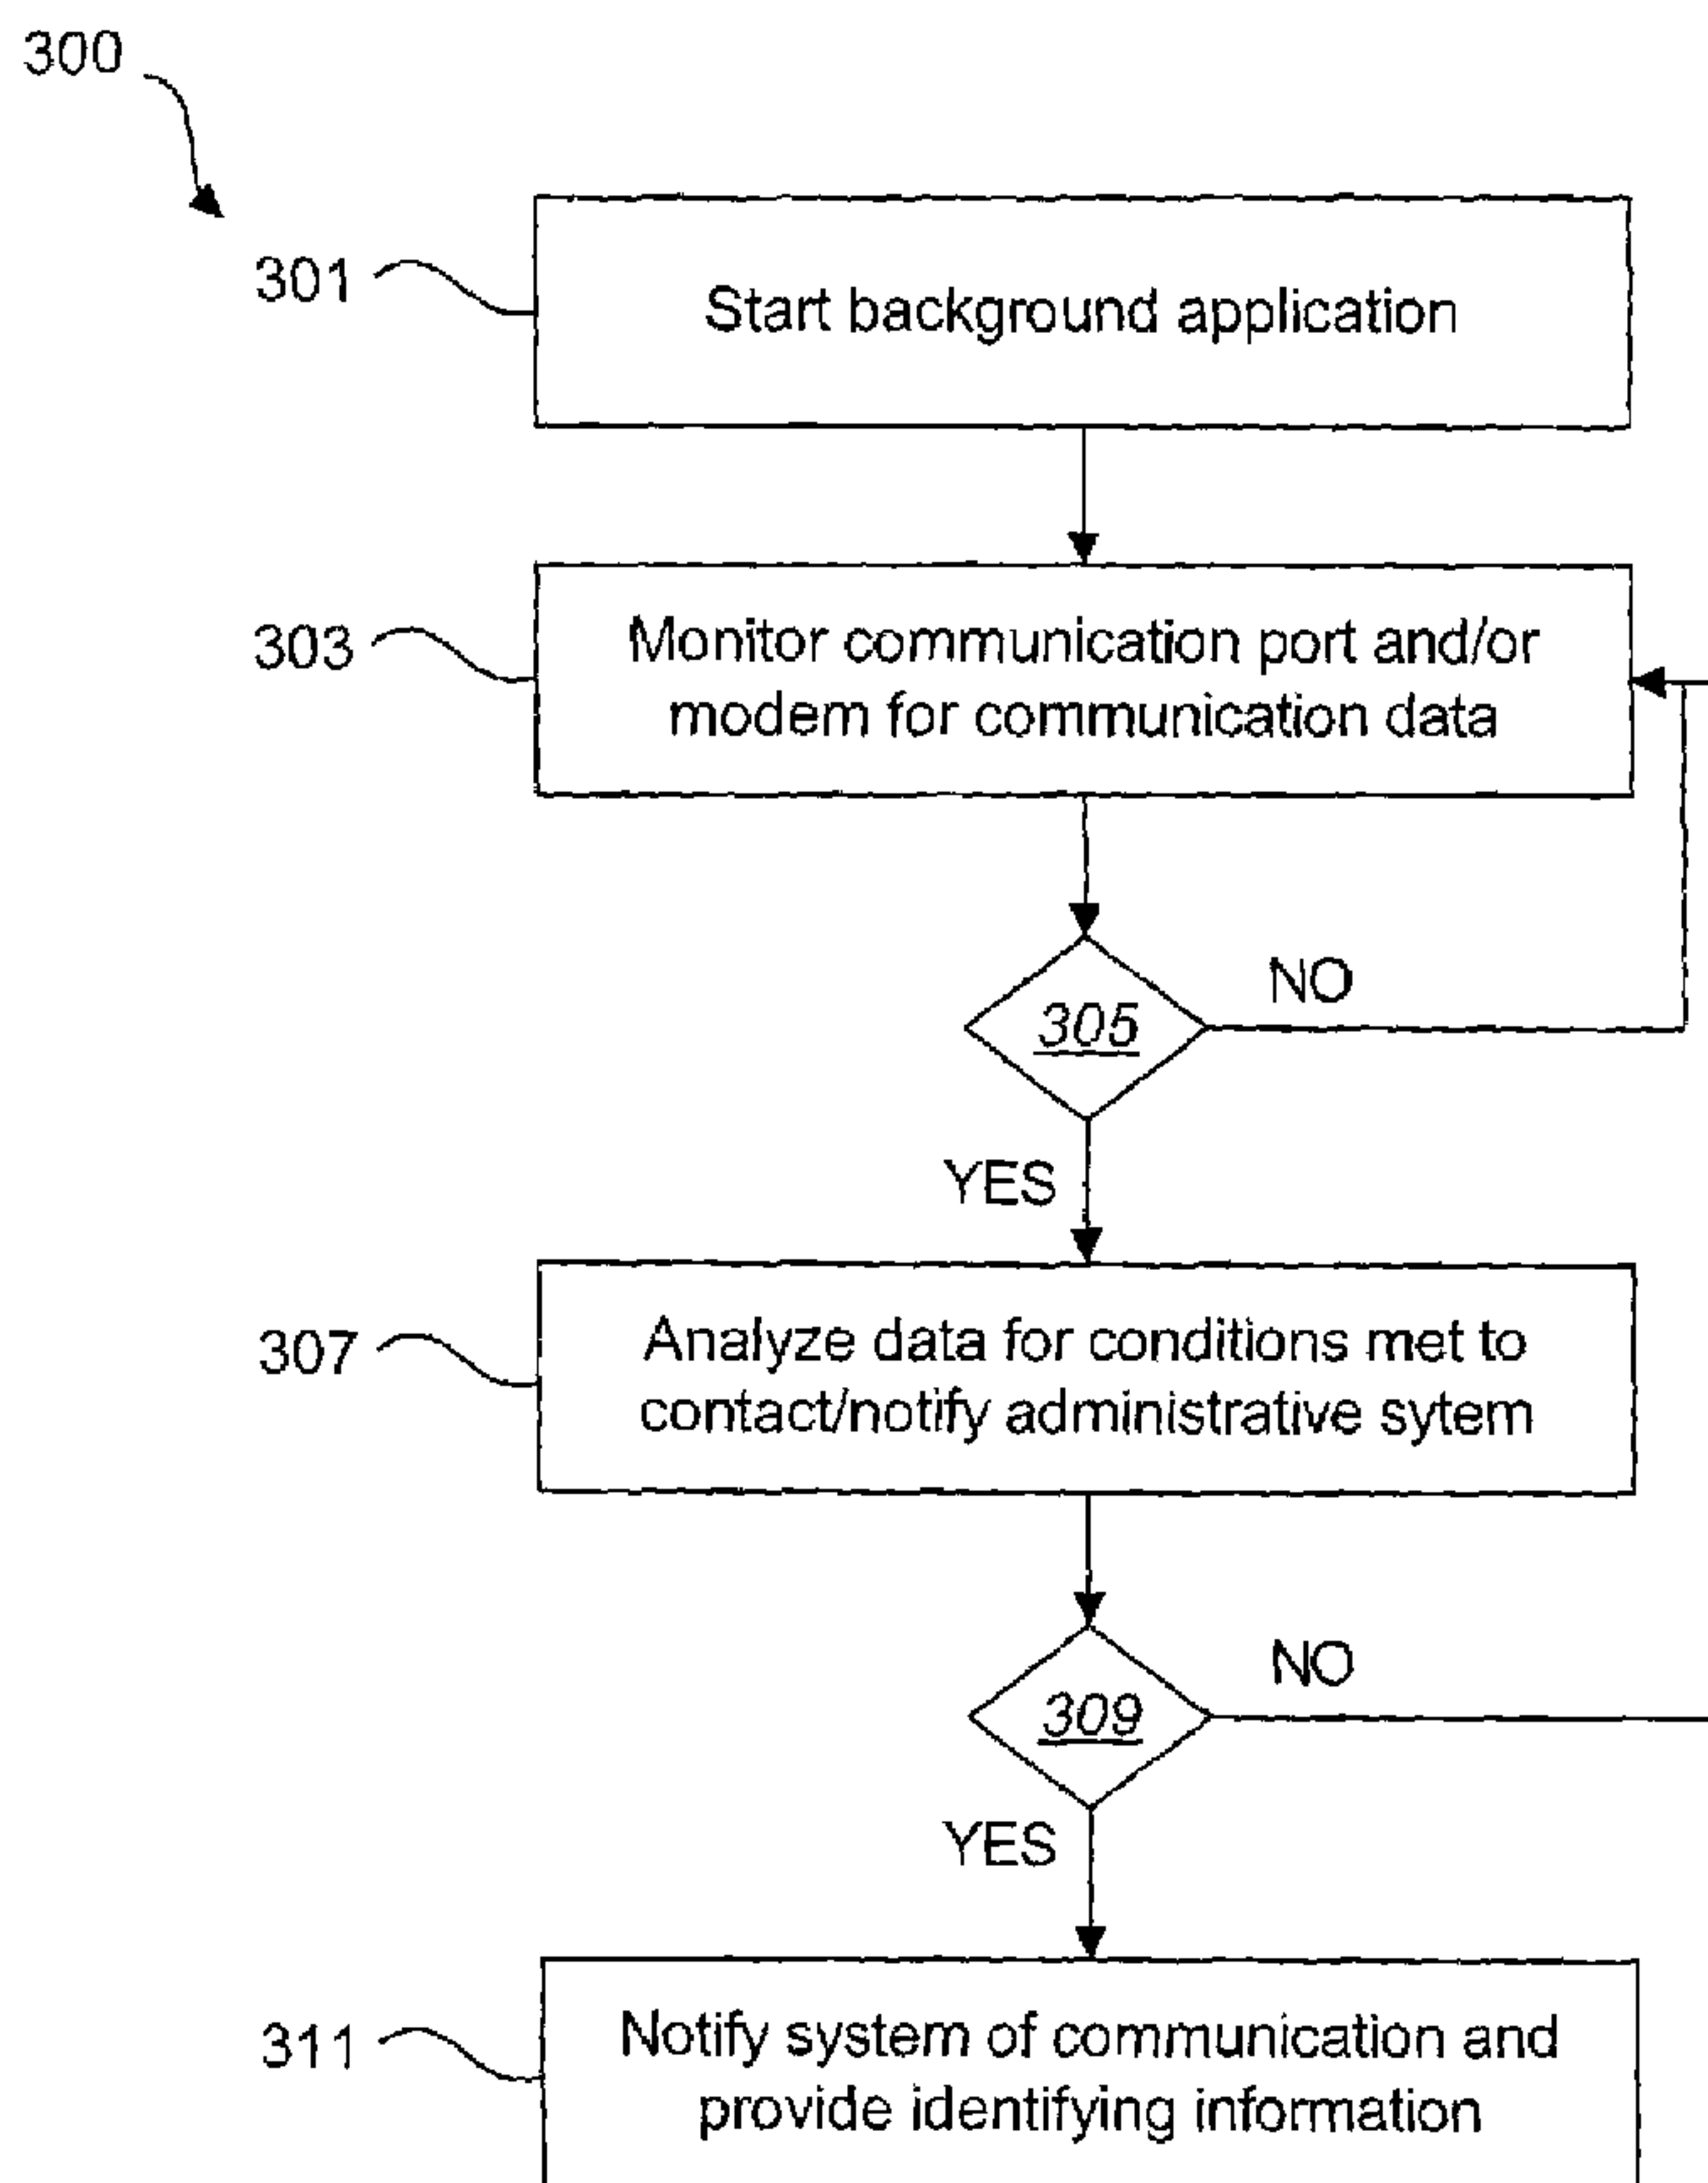 300
301
Start background application
303
Monitor communication port and/or
modem for communication data
305
NO
YES
307
Analyze data for conditions met to
contact/notify administrative sytem
309
NO
YES
311
Notify system of communication and
provide identifying information